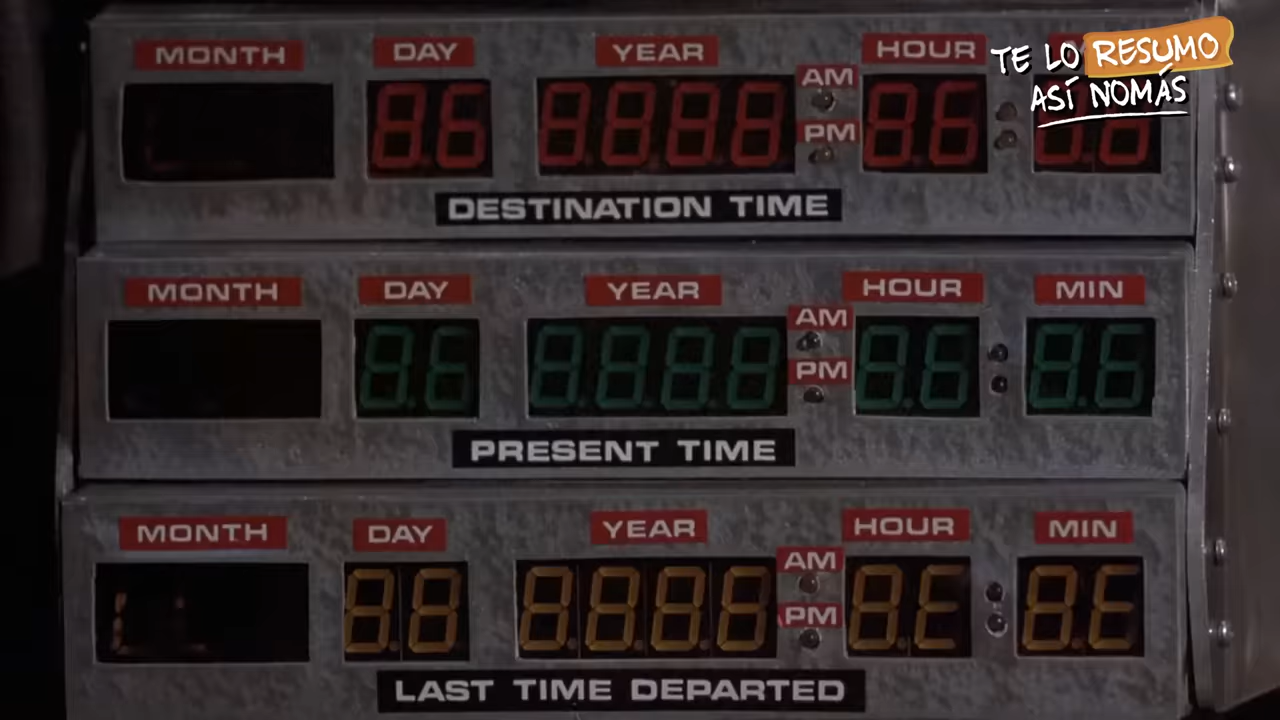 TE LO RESUMO
ASÍ NOMÁS
MONTH DAY YEAR HOUR
AM
PM
DESTINATION TIME
MONTH DAY YEAR HOUR MIN
AM
PM
PRESENT TIME
MONTH DAY YEAR HOUR MIN
AM
PM
LAST TIME DEPARTED